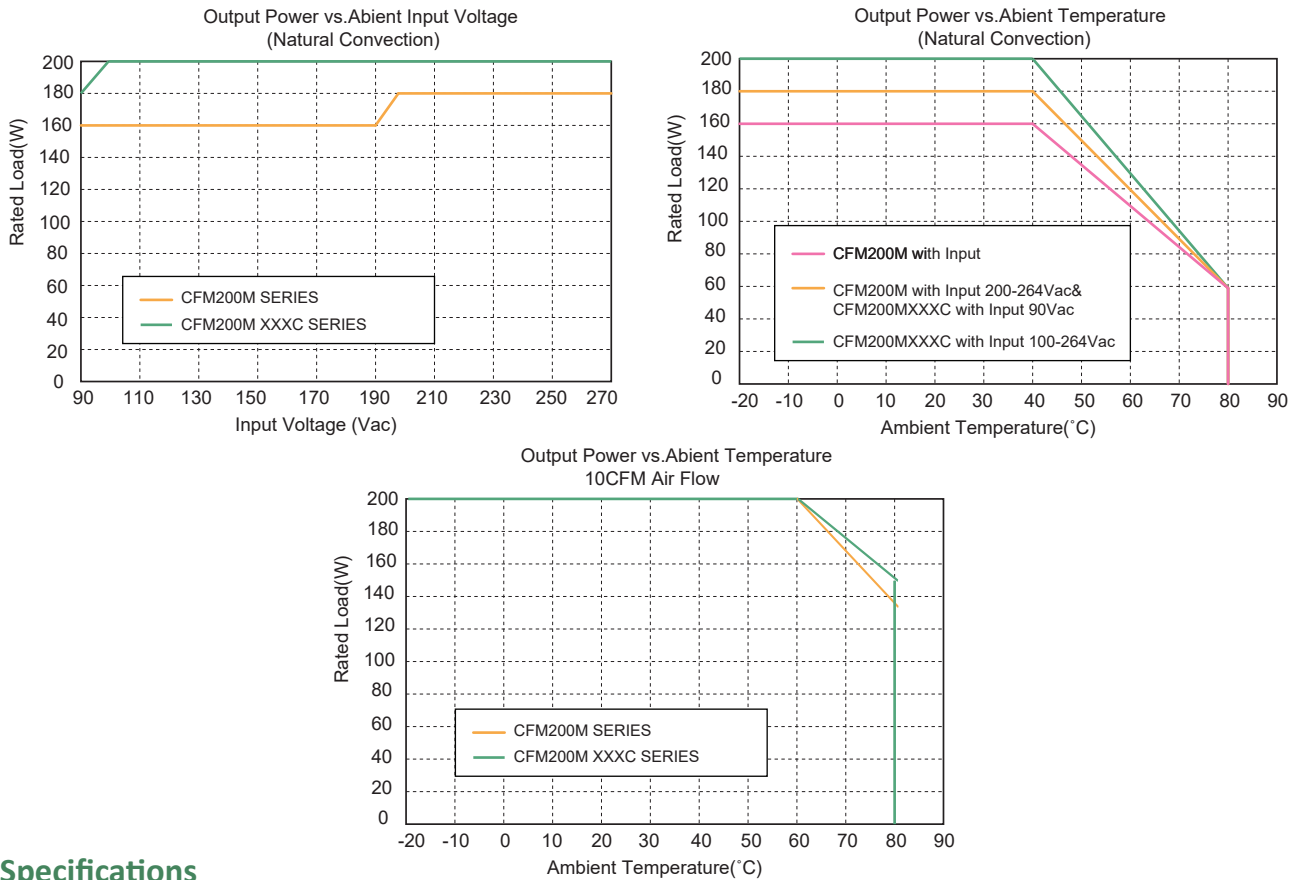 Output Power vs.Abient Input Voltage
(Natural Convection)
Rated Load(W)
200
180
160
140
120
100
80
60
40
20
0
90 110 130 150 170 190 210 230 250 270
Input Voltage (Vac)
CFM200M SERIES
CFM200M XXXC SERIES
Output Power vs.Abient Temperature
(Natural Convection)
Rated Load(W)
200
180
160
140
120
100
80
60
40
20
0
-20 -10 0 10 20 30 40 50 60 70 80 90
Ambient Temperature(˚C)
CFM200M with Input
CFM200M with Input 200-264Vac&
CFM200MXXXC with Input 90Vac
CFM200MXXXC with Input 100-264Vac
Output Power vs.Abient Temperature
10CFM Air Flow
Rated Load(W)
200
180
160
140
120
100
80
60
40
20
0
-20 -10 0 10 20 30 40 50 60 70 80 90
Ambient Temperature(˚C)
CFM200M SERIES
CFM200M XXXC SERIES
Specifications